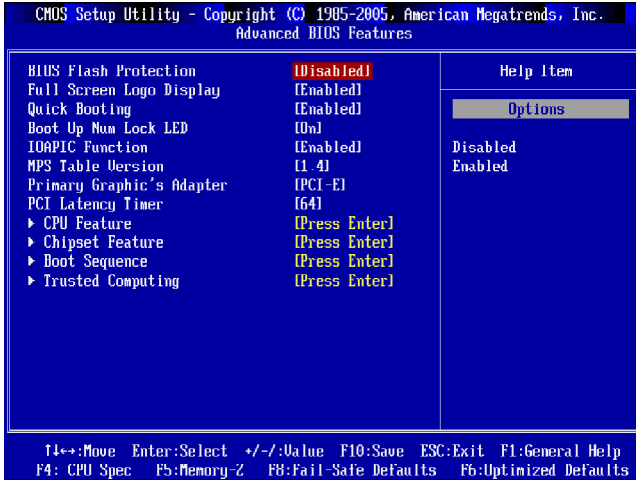 CMOS Setup Utility - Copyright (C) 1985-2005, American Megatrends, Inc.
Advanced BIOS Features
BIOS Flash Protection [Disabled]
Full Screen Logo Display [Enabled]
Quick Booting [Enabled]
Boot Up Num Lock LED [On]
IOAPIC Function [Enabled]
MPS Table Version [1.4]
Primary Graphic's Adapter [PCI-E]
PCI Latency Timer [64]
▸ CPU Feature [Press Enter]
▸ Chipset Feature [Press Enter]
▸ Boot Sequence [Press Enter]
▸ Trusted Computing [Press Enter]
Help Item
Options
Disabled
Enabled
↑↓←→:Move Enter:Select +/-/:Value F10:Save ESC:Exit F1:General Help
F4: CPU Spec F5:Memory-Z F8:Fail-Safe Defaults F6:Optimized Defaults